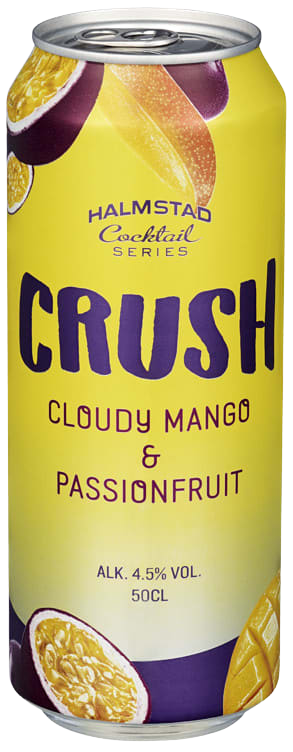 HALMSTAD
Cocktail
SERIES
CRUSH
CLOUDY MANGO
&
PASSIONFRUIT
ALK. 4.5% VOL.
50CL